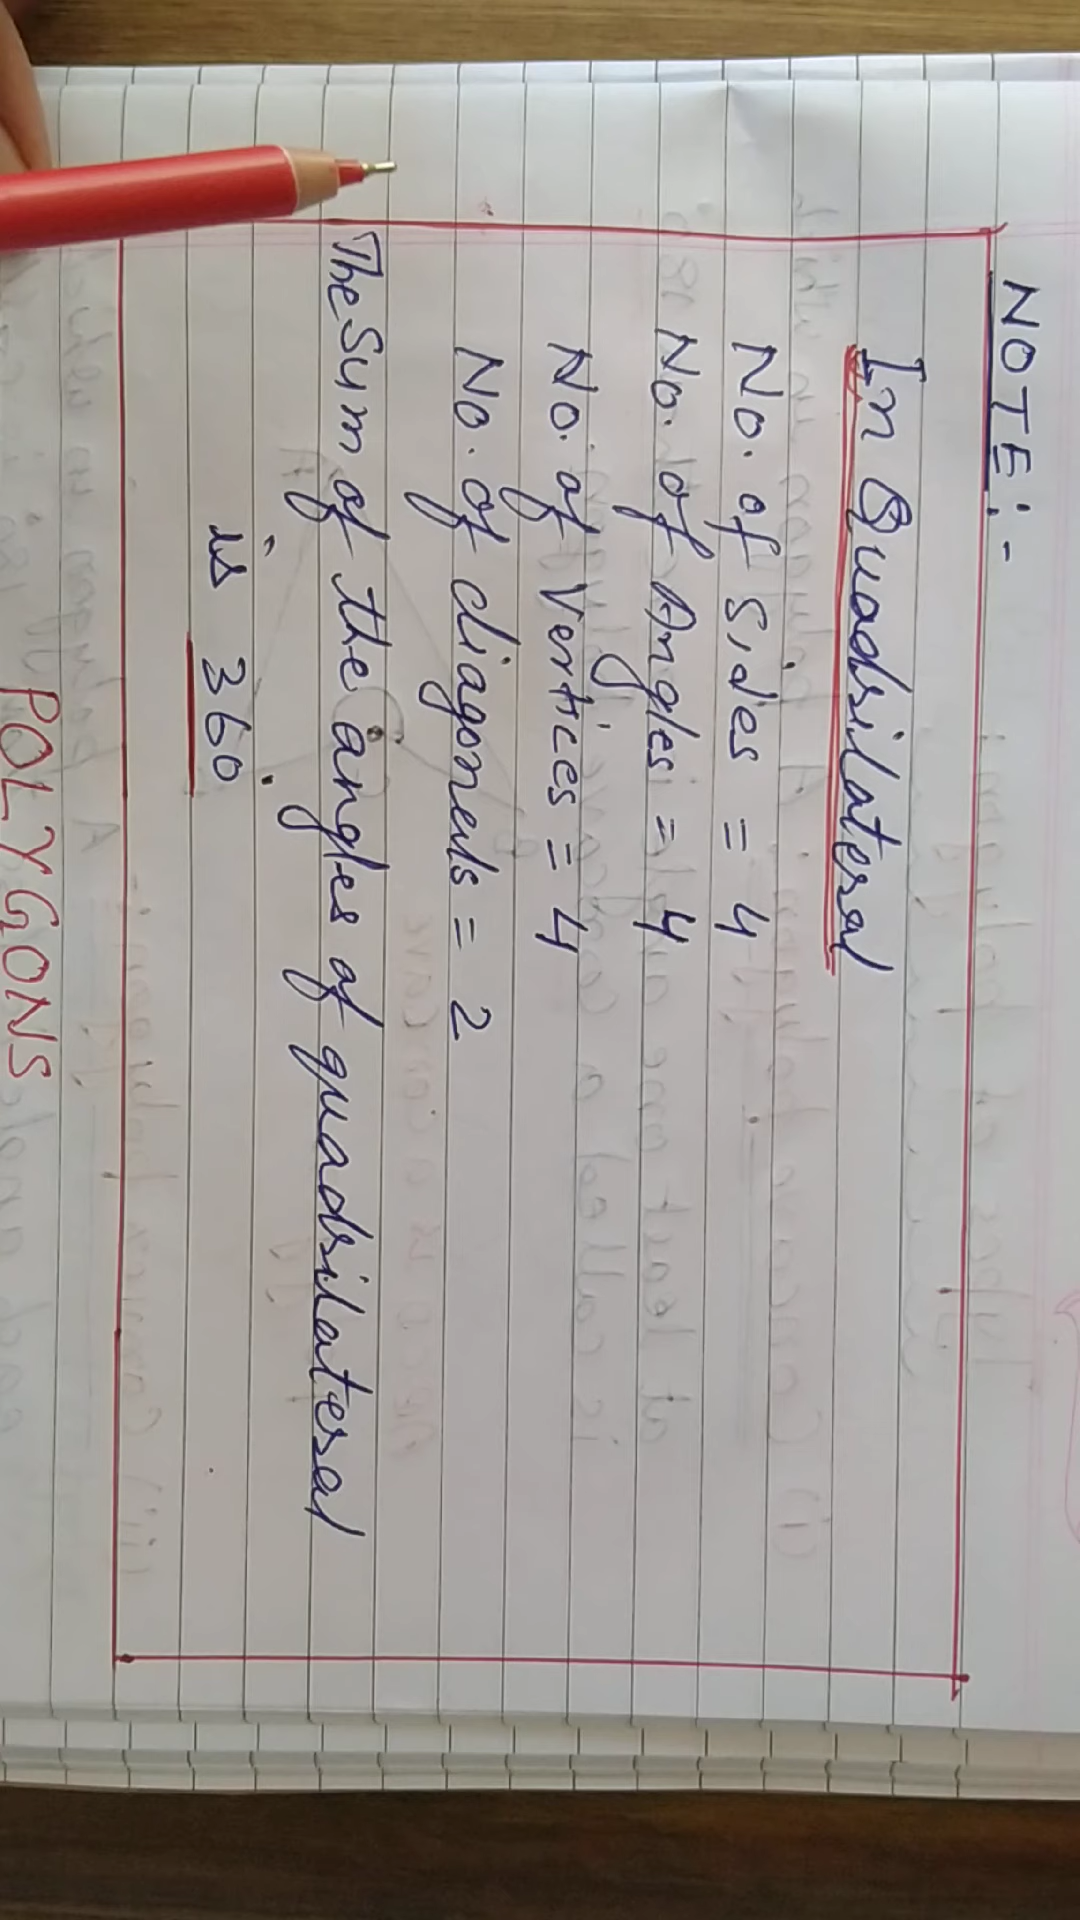 NOTE:-
In Quadrilateral
No. of Sides = 4
No. of Angles = 4
No. of Vertices = 4
No. of diagonals = 2
The Sum of the angles of quadrilateral
is 360.
POLYGONS